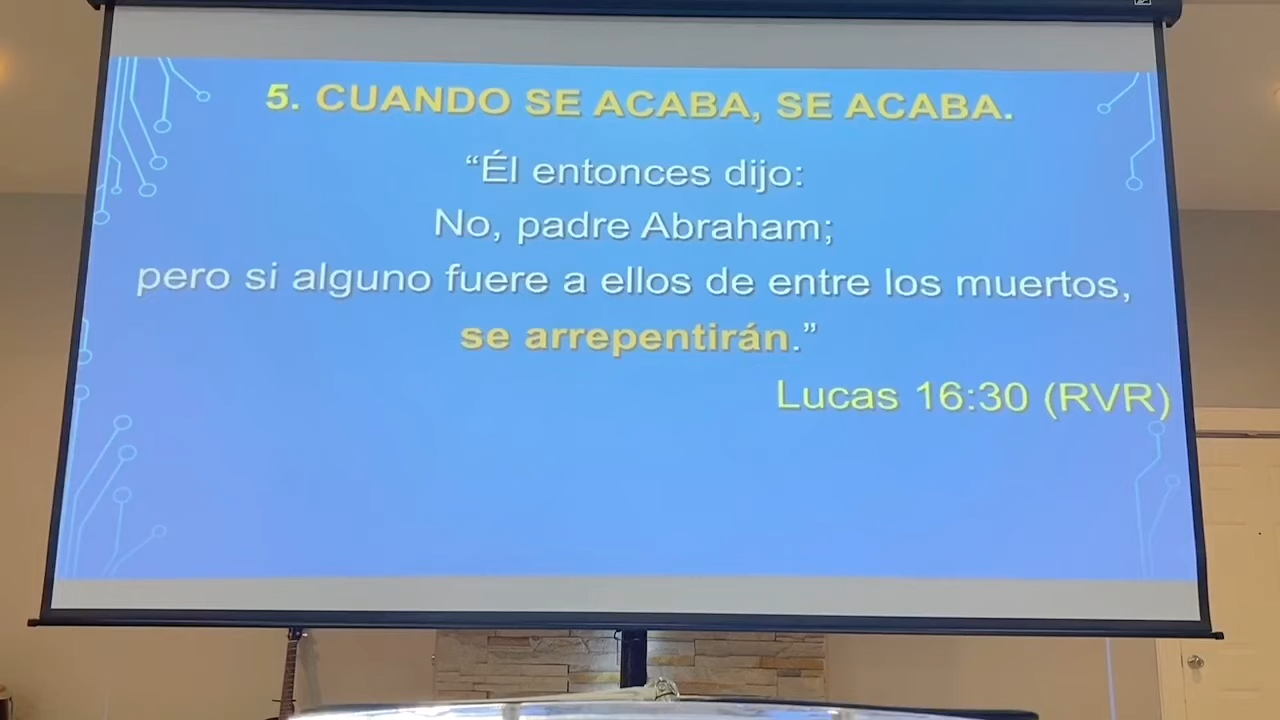 5. CUANDO SE ACABA, SE ACABA.
“Él entonces dijo:
No, padre Abraham;
pero si alguno fuere a ellos de entre los muertos,
se arrepentirán.”
Lucas 16:30 (RVR)